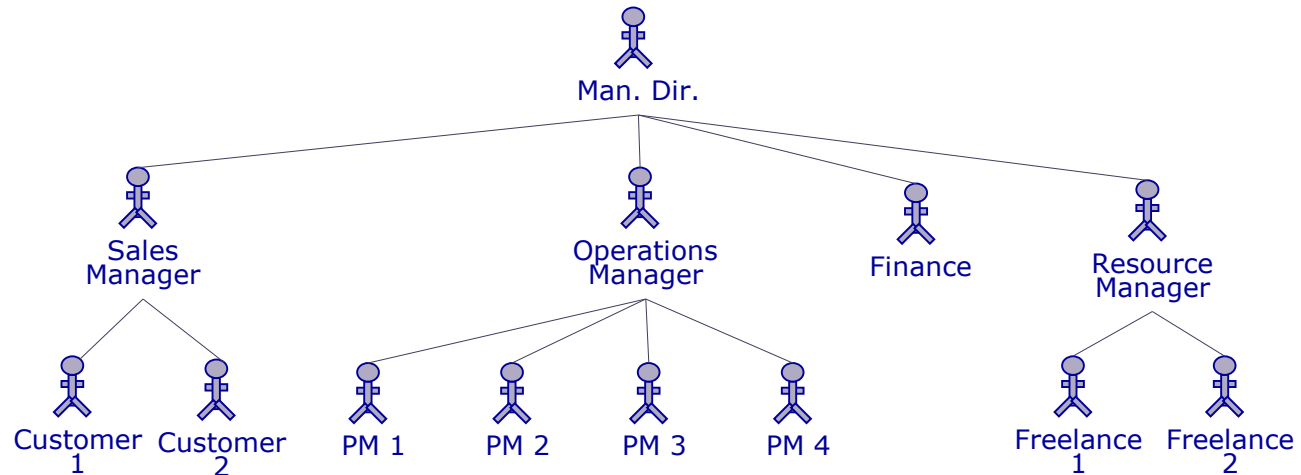 Man. Dir.
Sales
Manager
Operations
Manager
Finance
Resource
Manager
Customer
1
Customer
2
PM 1
PM 2
PM 3
PM 4
Freelance
1
Freelance
2